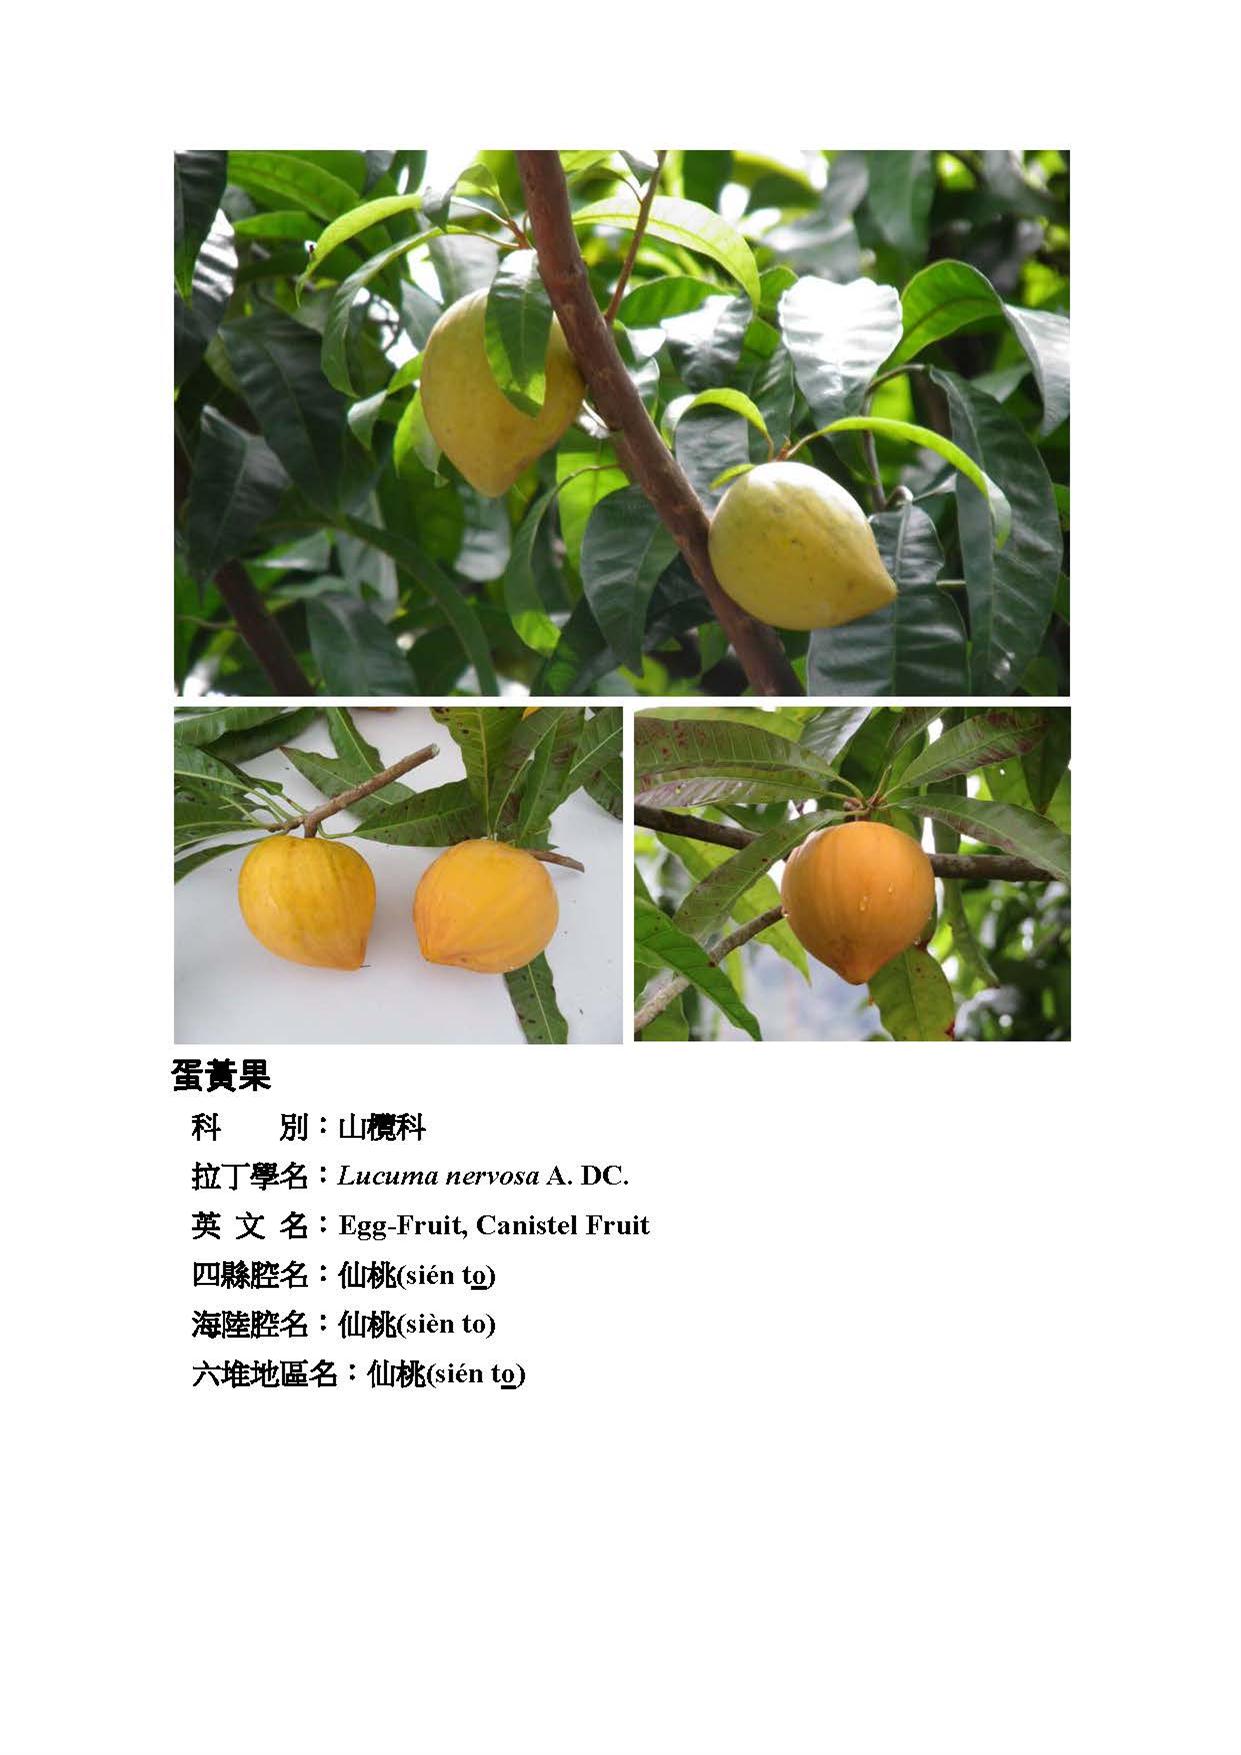 蛋黃果
科　　別：山欖科
拉丁學名：Lucuma nervosa A. DC.
英 文 名：Egg-Fruit, Canistel Fruit
四縣腔名：仙桃(sién to)
海陸腔名：仙桃(sièn to)
六堆地區名：仙桃(sién to)